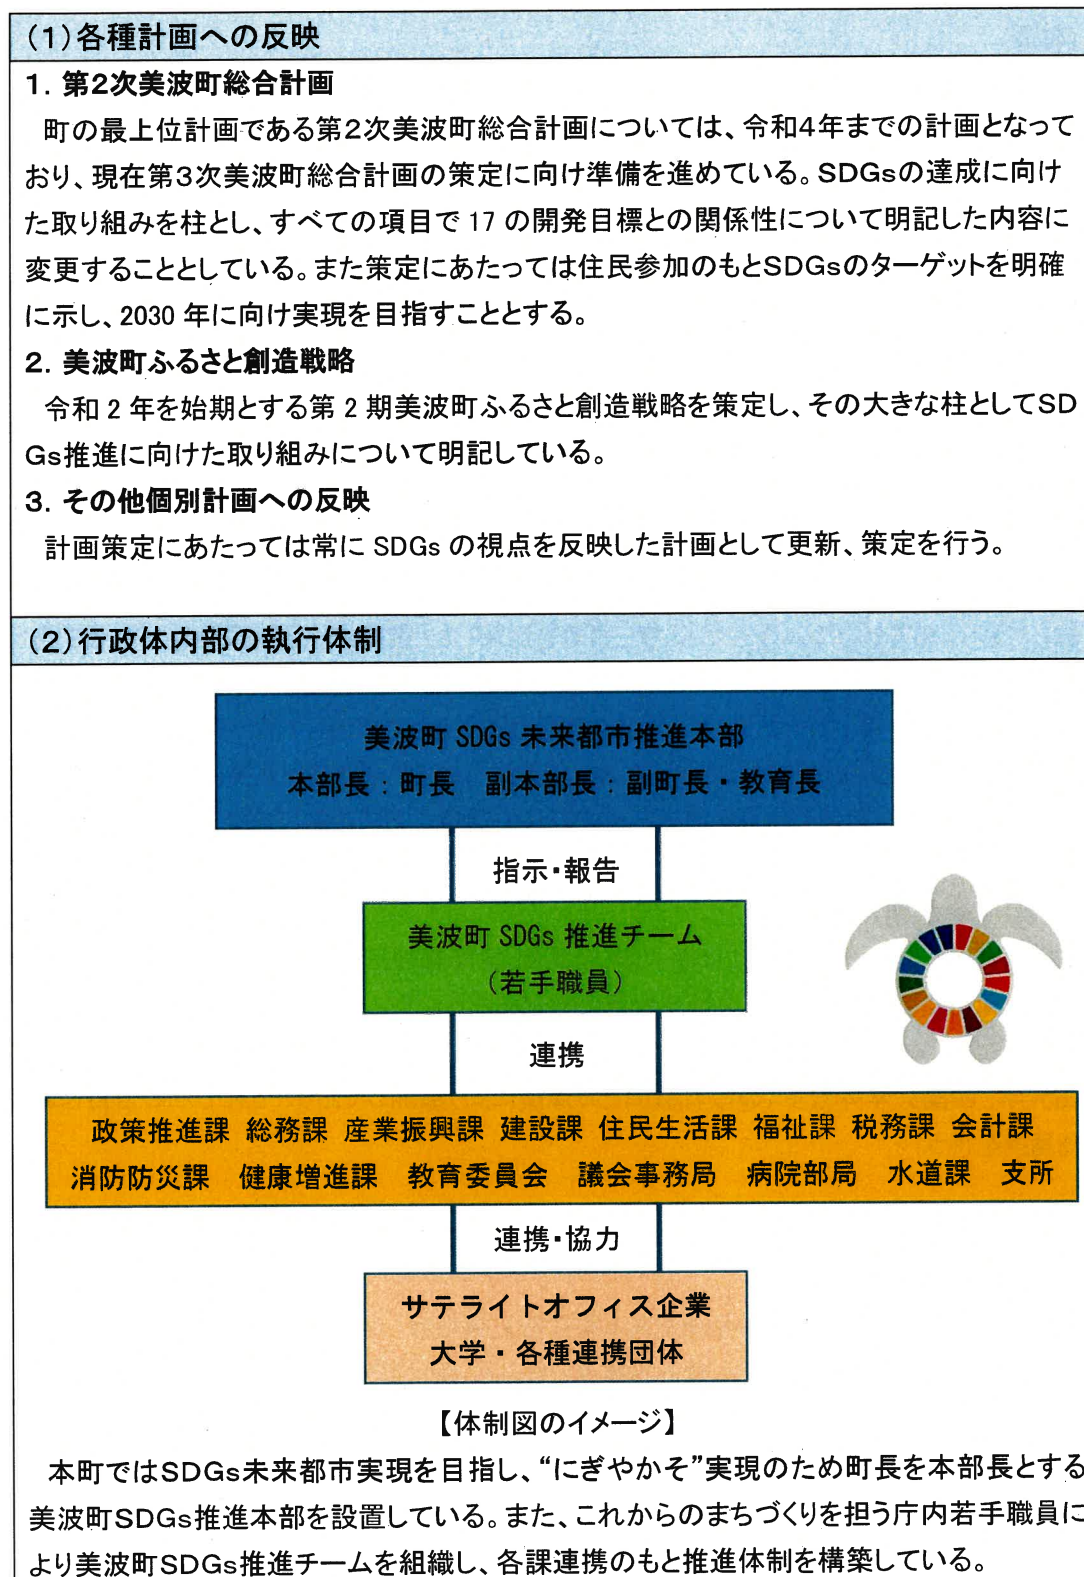 （1）各種計画への反映
1．第2次美波町総合計画
町の最上位計画である第2次美波町総合計画については、令和4年までの計画となって
おり、現在第3次美波町総合計画の策定に向け準備を進めている。SDGsの達成に向け
た取り組みを柱とし、すべての項目で 17 の開発目標との関係性について明記した内容に
変更することとしている。また策定にあたっては住民参加のもとSDGsのターゲットを明確
に示し、2030 年に向け実現を目指すこととする。
2．美波町ふるさと創造戦略
令和 2 年を始期とする第 2 期美波町ふるさと創造戦略を策定し、その大きな柱としてSD
Gs推進に向けた取り組みについて明記している。
3．その他個別計画への反映
計画策定にあたっては常に SDGs の視点を反映した計画として更新、策定を行う。
（2）行政体内部の執行体制
美波町 SDGs 未来都市推進本部
本部長：町長　副本部長：副町長・教育長
指示・報告
美波町 SDGs 推進チーム
（若手職員）
連携
政策推進課 総務課 産業振興課 建設課 住民生活課 福祉課 税務課 会計課
消防防災課　健康増進課　教育委員会　議会事務局　病院部局　水道課　支所
連携・協力
サテライトオフィス企業
大学・各種連携団体
【体制図のイメージ】
本町ではSDGs未来都市実現を目指し、“にぎやかそ”実現のため町長を本部長とする
美波町SDGs推進本部を設置している。また、これからのまちづくりを担う庁内若手職員に
より美波町SDGs推進チームを組織し、各課連携のもと推進体制を構築している。